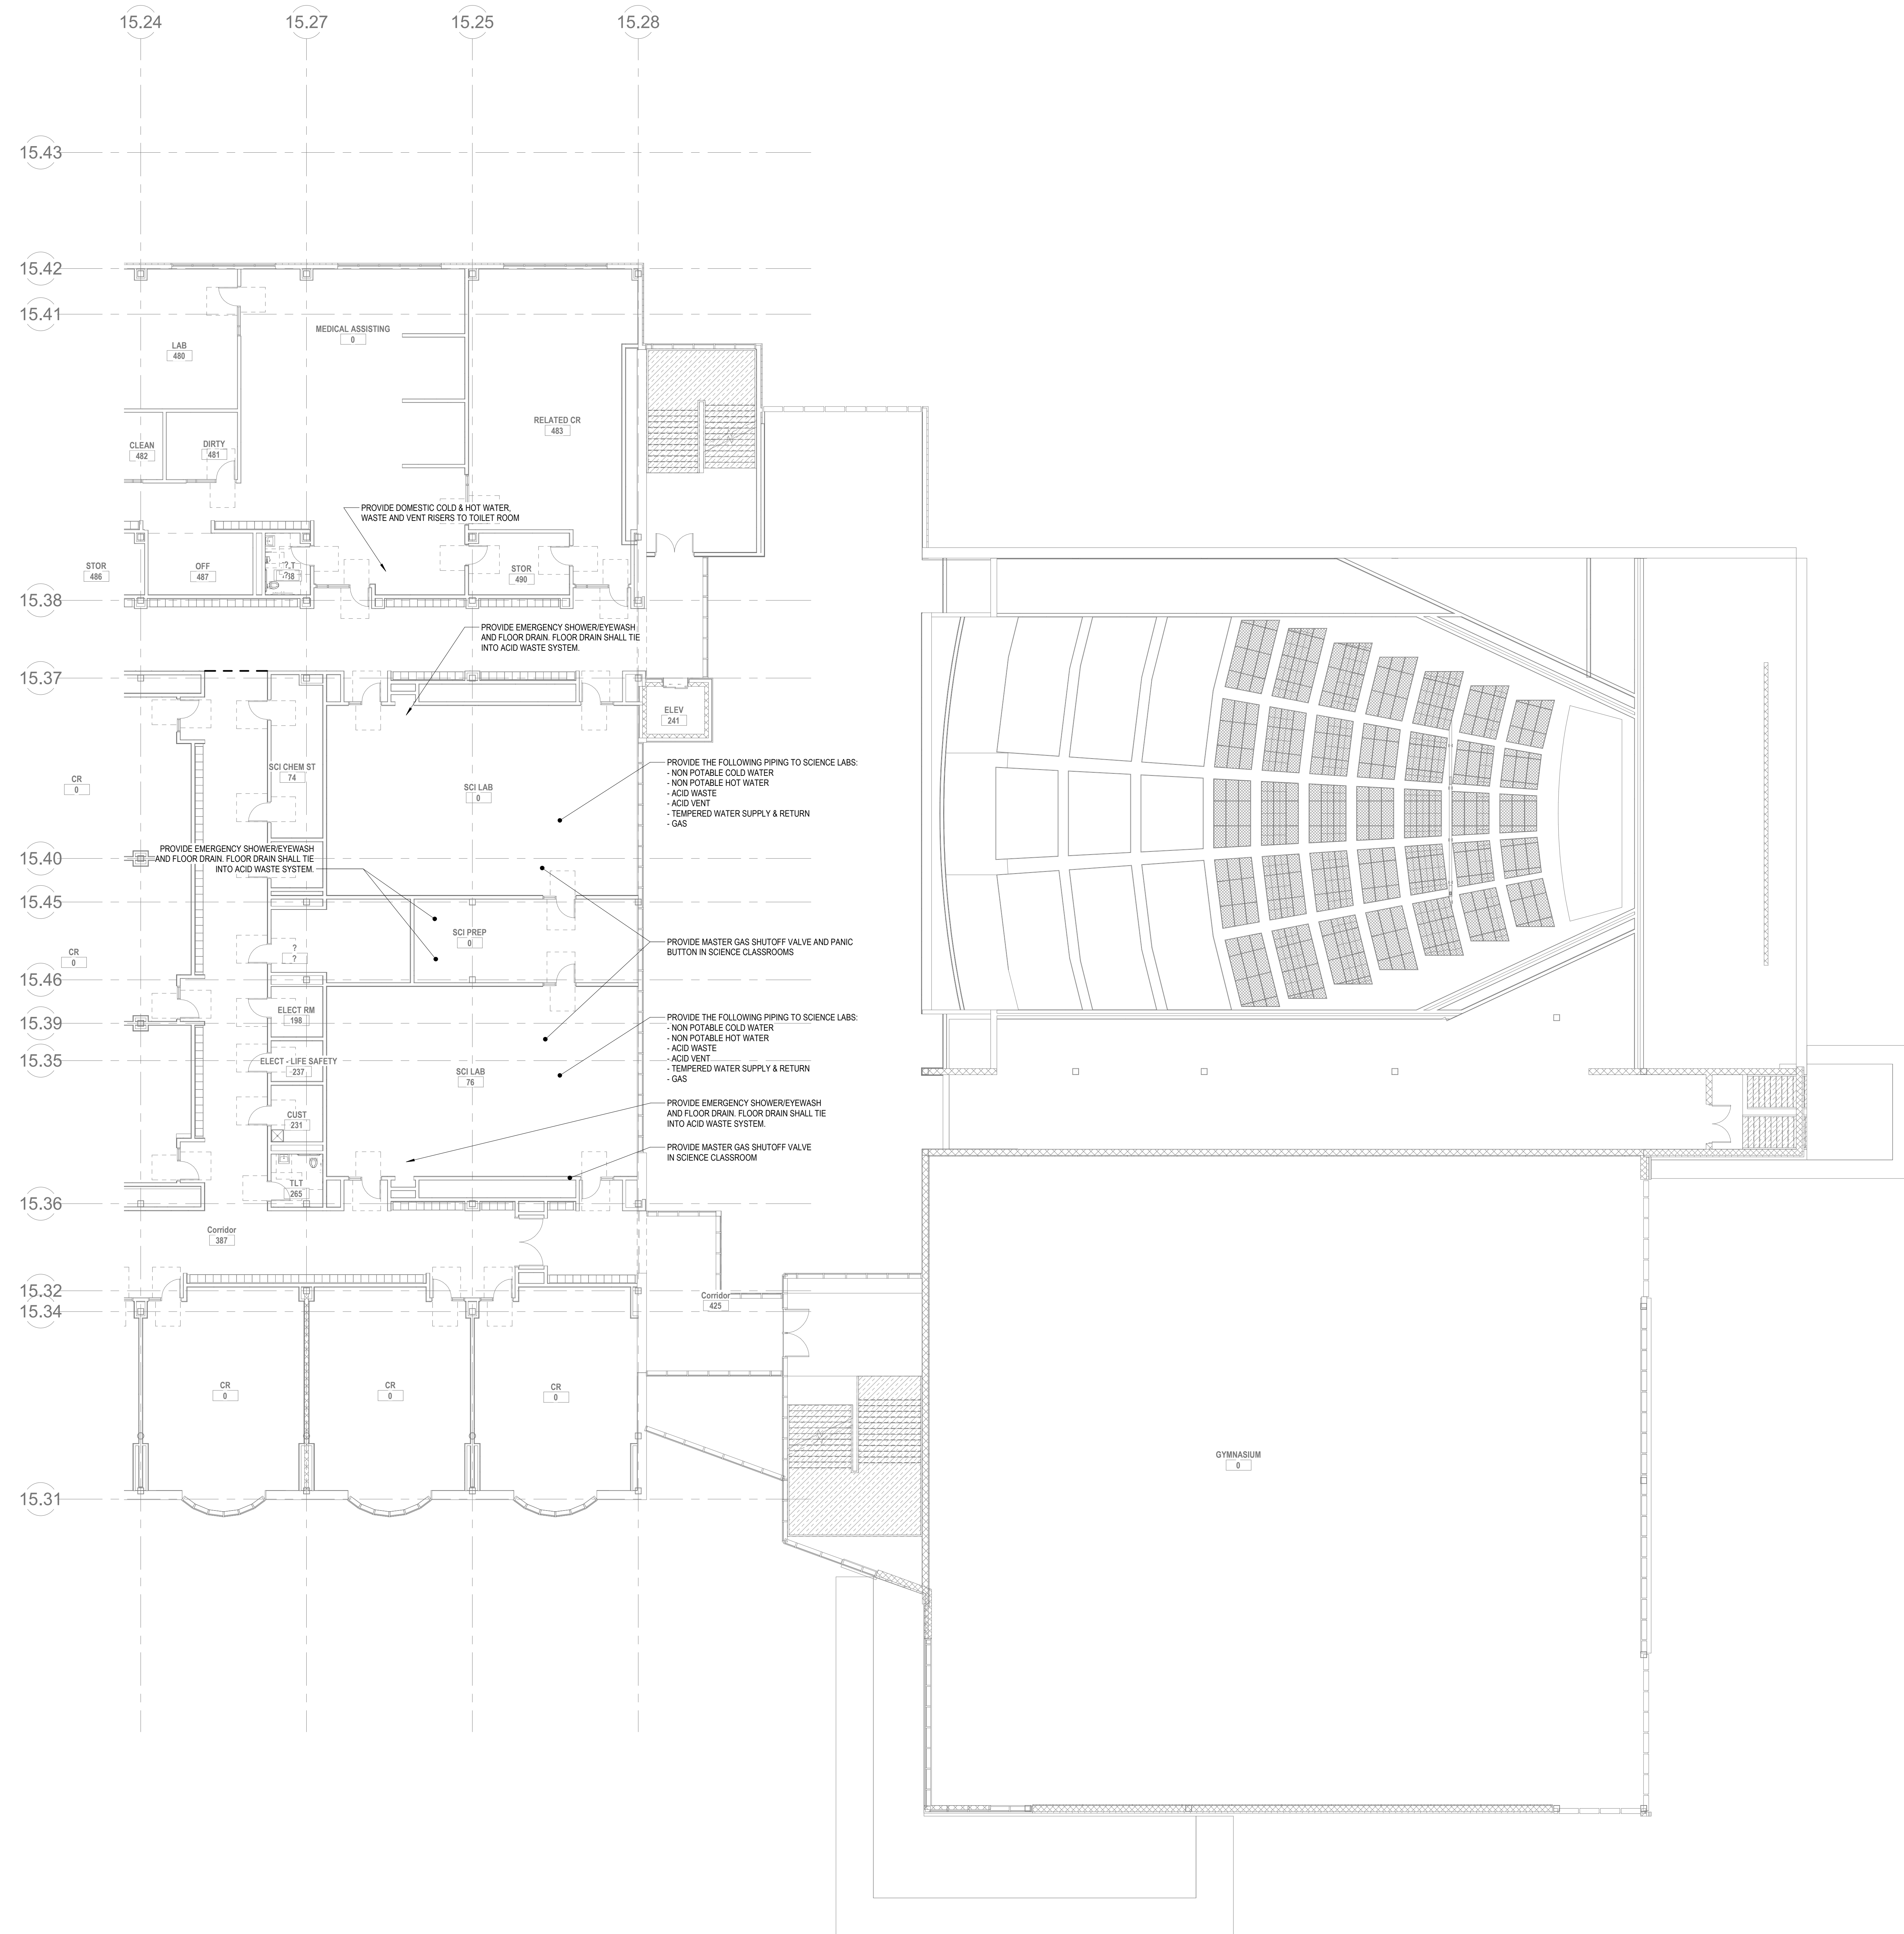 15.24
15.27
15.25
15.28
15.43
15.42
15.41
MEDICAL ASSISTING
0
LAB
480
RELATED CR
483
CLEAN
482
DIRTY
481
PROVIDE DOMESTIC COLD & HOT WATER,
WASTE AND VENT RISERS TO TOILET ROOM
STOR
486
OFF
487
?
?
STOR
490
15.38
PROVIDE EMERGENCY SHOWER/EYEWASH
AND FLOOR DRAIN. FLOOR DRAIN SHALL TIE
INTO ACID WASTE SYSTEM.
15.37
ELEV
241
SCI CHEM ST
74
CR
0
SCI LAB
0
PROVIDE THE FOLLOWING PIPING TO SCIENCE LABS:
- NON POTABLE COLD WATER
- NON POTABLE HOT WATER
- ACID WASTE
- ACID VENT
- TEMPERED WATER SUPPLY & RETURN
- GAS
15.40
PROVIDE EMERGENCY SHOWER/EYEWASH
AND FLOOR DRAIN. FLOOR DRAIN SHALL TIE
INTO ACID WASTE SYSTEM.
15.45
SCI PREP
0
PROVIDE MASTER GAS SHUTOFF VALVE AND PANIC
BUTTON IN SCIENCE CLASSROOMS
CR
0
?
?
15.46
ELECT RM
198
15.39
PROVIDE THE FOLLOWING PIPING TO SCIENCE LABS:
- NON POTABLE COLD WATER
- NON POTABLE HOT WATER
- ACID WASTE
- ACID VENT
- TEMPERED WATER SUPPLY & RETURN
- GAS
15.35
ELECT - LIFE SAFETY
237
SCI LAB
76
CUST
231
PROVIDE EMERGENCY SHOWER/EYEWASH
AND FLOOR DRAIN. FLOOR DRAIN SHALL TIE
INTO ACID WASTE SYSTEM.
PROVIDE MASTER GAS SHUTOFF VALVE
IN SCIENCE CLASSROOM
TLT
265
15.36
Corridor
387
15.32
15.34
Corridor
425
CR
0
CR
0
CR
0
GYMNASIUM
0
15.31